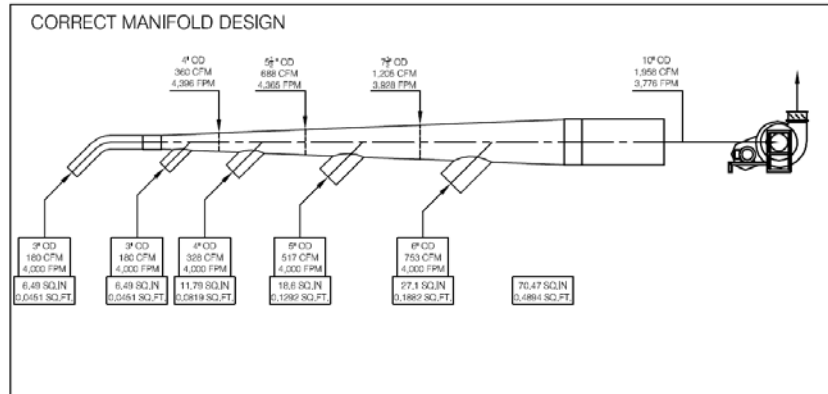 CORRECT MANIFOLD DESIGN
4" OD
360 CFM
4,396 FPM
5½" OD
688 CFM
4,365 FPM
7½" OD
1,205 CFM
3,928 FPM
10" OD
1,958 CFM
3,776 FPM
3" OD
180 CFM
4,000 FPM
6,49 SQ.IN
0,0451 SQ.FT.
3" OD
180 CFM
4,000 FPM
6,49 SQ.IN
0,0451 SQ.FT.
4" OD
328 CFM
4,000 FPM
11,79 SQ.IN
0,0819 SQ.FT.
5" OD
517 CFM
4,000 FPM
18,6 SQ.IN
0,1292 SQ.FT.
6" OD
753 CFM
4,000 FPM
27,1 SQ.IN
0,1882 SQ.FT.
70,47 SQ.IN
0,4894 SQ.FT.